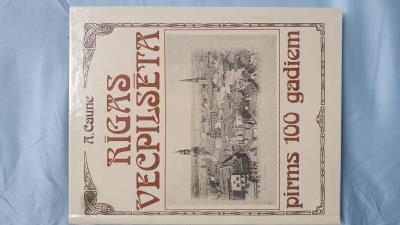 A. Caune
RĪGAS
VECPILSĒTA
pirms 100 gadiem